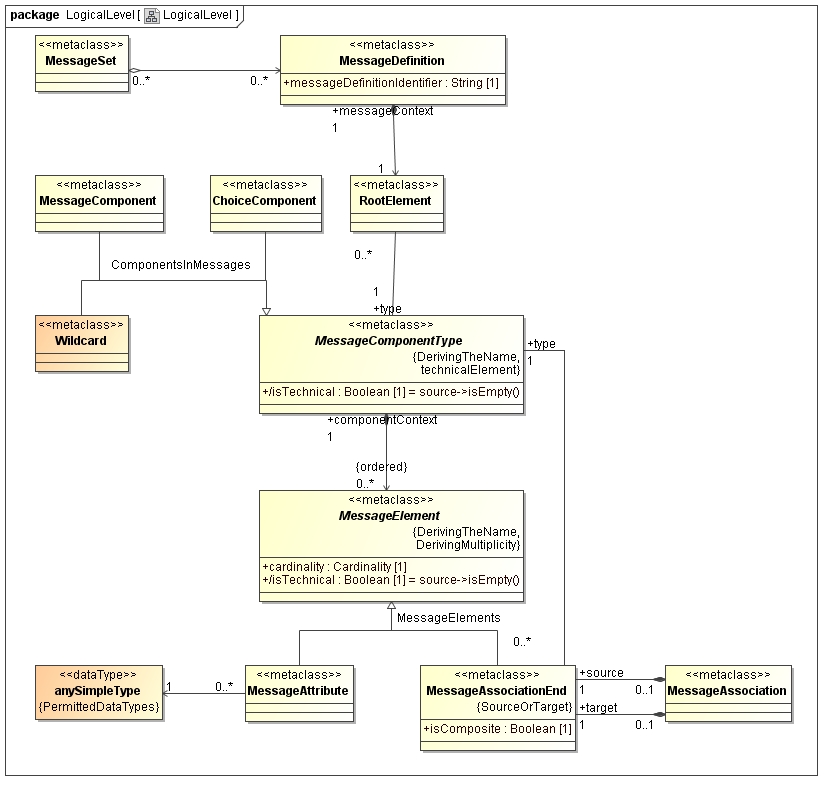 package LogicalLevel [ LogicalLevel ]
<<metaclass>>
MessageSet
0..*
0..*
<<metaclass>>
MessageDefinition
+messageDefinitionIdentifier : String [1]
+messageContext
1
1
<<metaclass>>
MessageComponent
<<metaclass>>
ChoiceComponent
<<metaclass>>
RootElement
0..*
ComponentsInMessages
1
+type
<<metaclass>>
Wildcard
<<metaclass>>
MessageComponentType
{DerivingTheName,
technicalElement}
+/isTechnical : Boolean [1] = source->isEmpty()
+type
1
+componentContext
1
{ordered}
0..*
<<metaclass>>
MessageElement
{DerivingTheName,
DerivingMultiplicity}
+cardinality : Cardinality [1]
+/isTechnical : Boolean [1] = source->isEmpty()
MessageElements
0..*
<<dataType>>
anySimpleType
{PermittedDataTypes}
1
0..*
<<metaclass>>
MessageAttribute
<<metaclass>>
MessageAssociationEnd
{SourceOrTarget}
+isComposite : Boolean [1]
+source
1
0..1
+target
1
0..1
<<metaclass>>
MessageAssociation